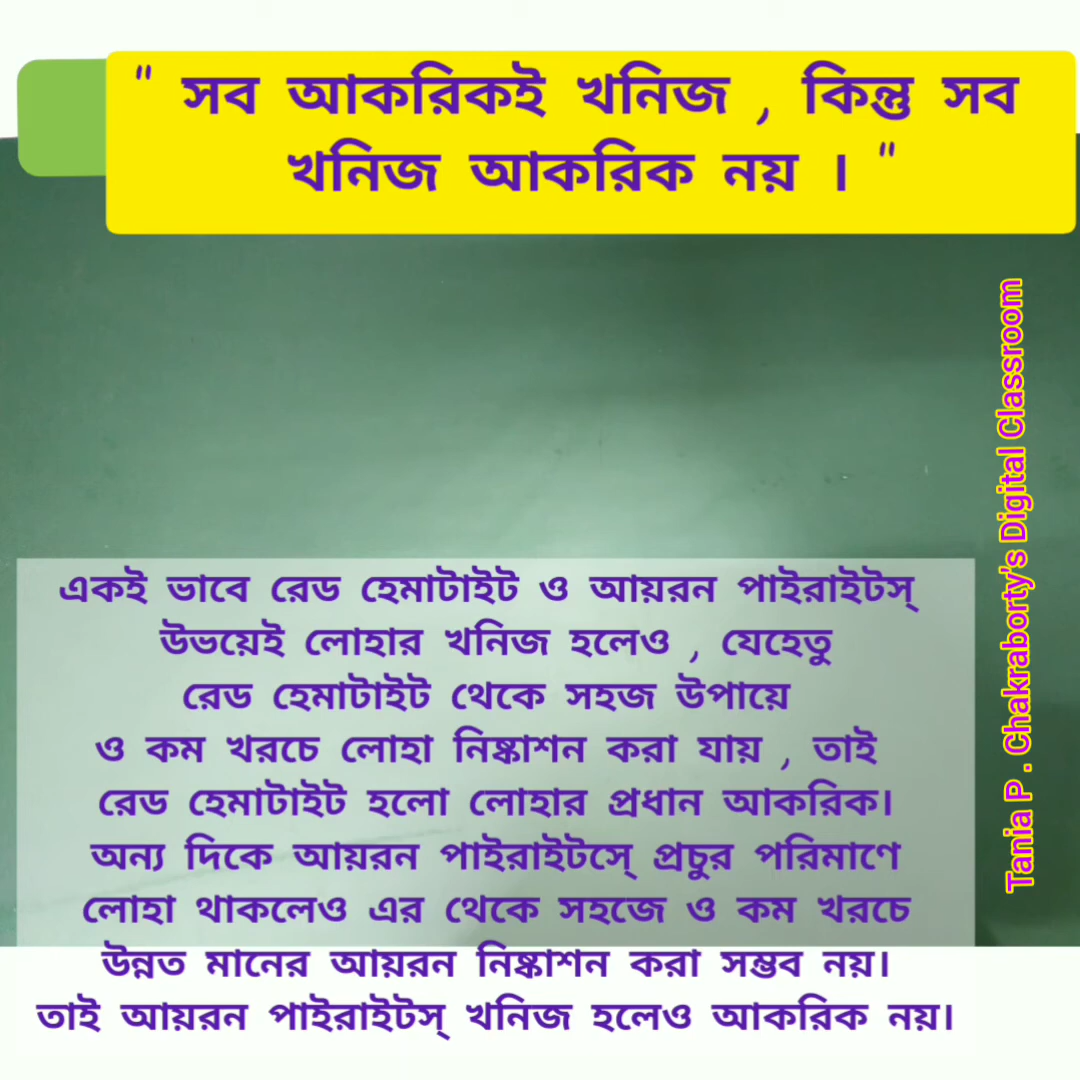 " সব আকরিকই খনিজ , কিন্তু সব
খনিজ আকরিক নয় । "
একই ভাবে রেড হেমাটাইট ও আয়রন পাইরাইটস্
উভয়েই লোহার খনিজ হলেও , যেহেতু
রেড হেমাটাইট থেকে সহজ উপায়ে
ও কম খরচে লোহা নিষ্কাশন করা যায় , তাই
রেড হেমাটাইট হলো লোহার প্রধান আকরিক।
অন্য দিকে আয়রন পাইরাইটসে্ প্রচুর পরিমাণে
লোহা থাকলেও এর থেকে সহজে ও কম খরচে
উন্নত মানের আয়রন নিষ্কাশন করা সম্ভব নয়।
তাই আয়রন পাইরাইটস্ খনিজ হলেও আকরিক নয়।
Tania P . Chakraborty's Digital Classroom